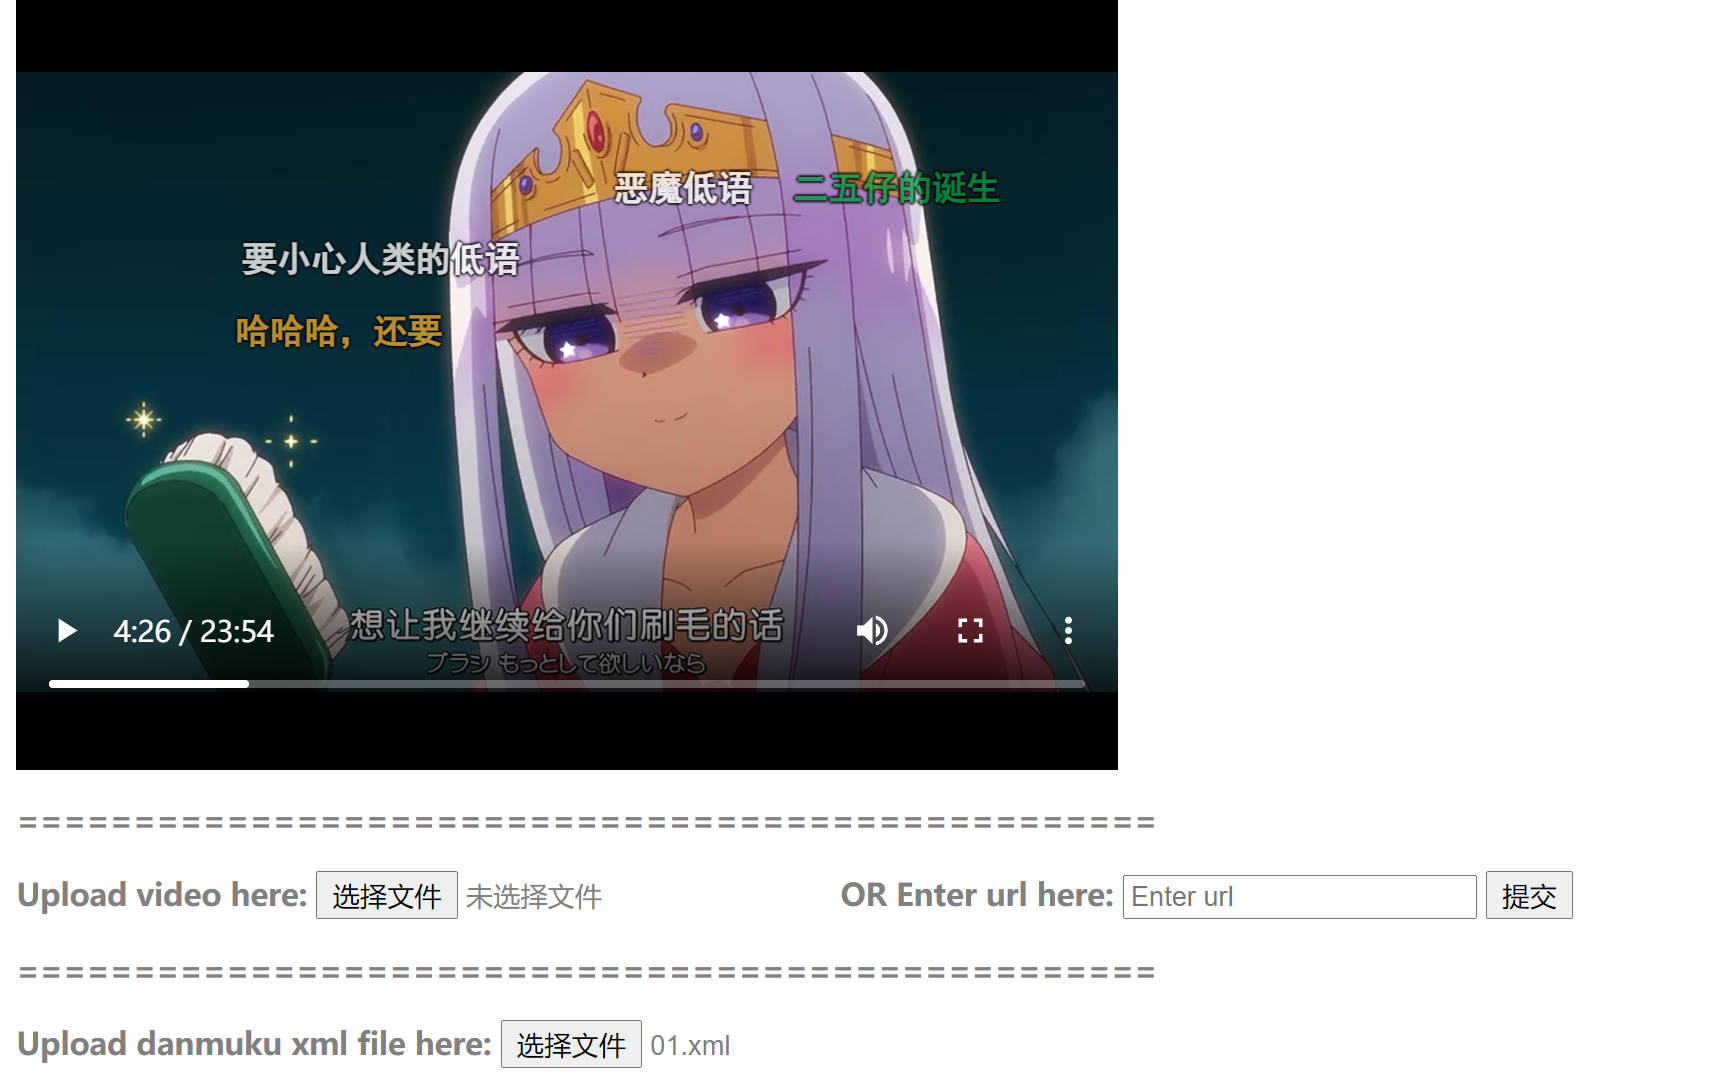 恶魔低语 二五仔的诞生
要小心人类的低语
哈哈哈，还要
4:26 / 23:54
想让我继续给你们刷毛的话
ブラシ もっとして欲しいなら
=================================================
Upload video here: 选择文件 未选择文件 OR Enter url here: Enter url 提交
=================================================
Upload danmuku xml file here: 选择文件 01.xml